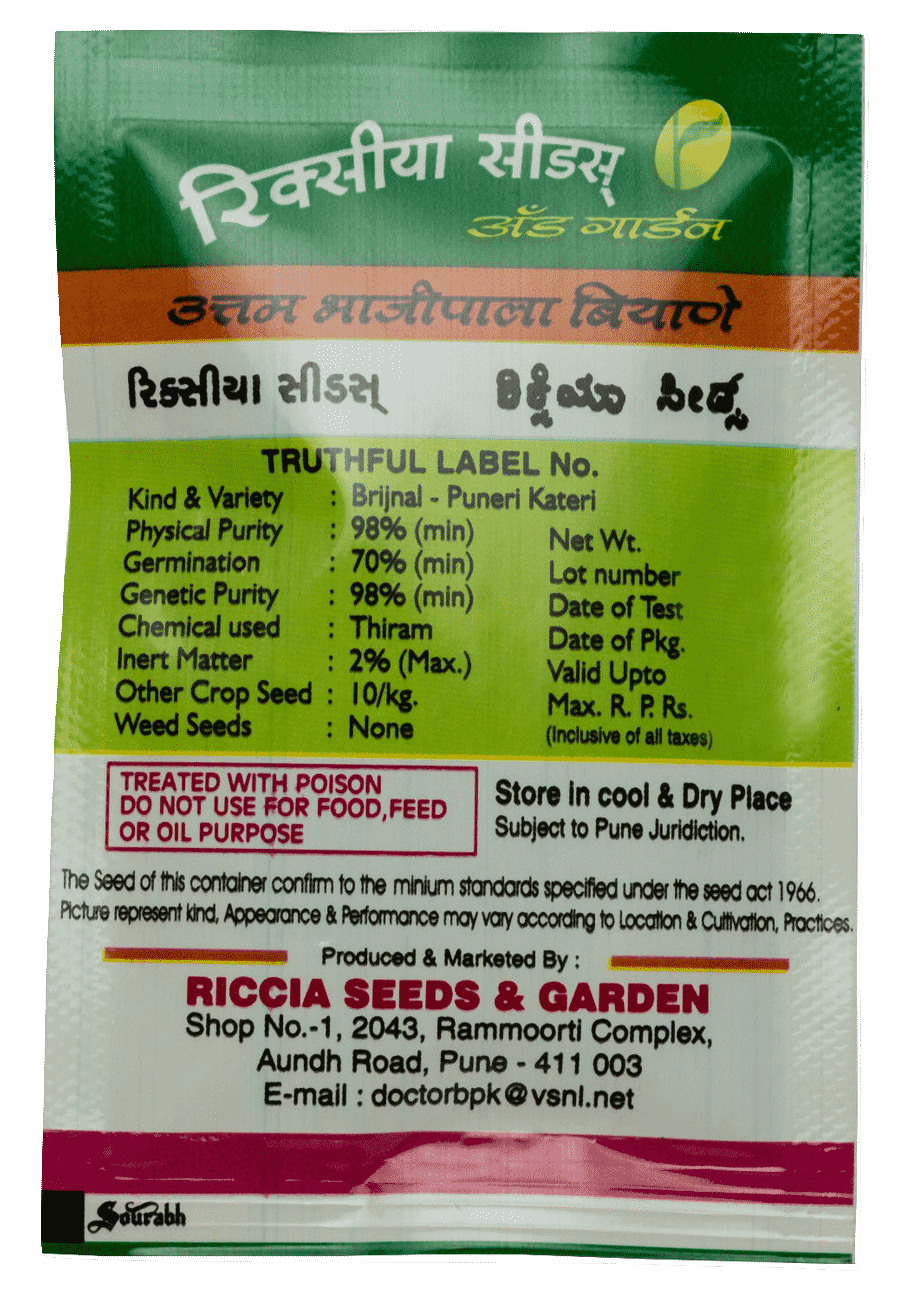 रिक्सीया सीडस्
अँड गार्डन
उत्तम भाजीपाला बियाणे
રિક્સીયા સીડસ્ ರಿಕ್ಷಿಯಾ ಸೀಡ್ಸ
TRUTHFUL LABEL No.
Kind & Variety : Brijnal - Puneri Kateri
Physical Purity : 98% (min)
Germination : 70% (min)
Genetic Purity : 98% (min)
Chemical used : Thiram
Inert Matter : 2% (Max.)
Other Crop Seed : 10/kg.
Weed Seeds : None
Net Wt.
Lot number
Date of Test
Date of Pkg.
Valid Upto
Max. R. P. Rs.
(Inclusive of all taxes)
TREATED WITH POISON
DO NOT USE FOR FOOD,FEED
OR OIL PURPOSE
Store in cool & Dry Place
Subject to Pune Juridiction.
The Seed of this container confirm to the minium standards specified under the seed act 1966.
Picture represent kind, Appearance & Performance may vary according to Location & Cultivation, Practices.
Produced & Marketed By :
RICCIA SEEDS & GARDEN
Shop No.-1, 2043, Rammoorti Complex,
Aundh Road, Pune - 411 003
E-mail : doctorbpk@vsnl.net
Sourabh